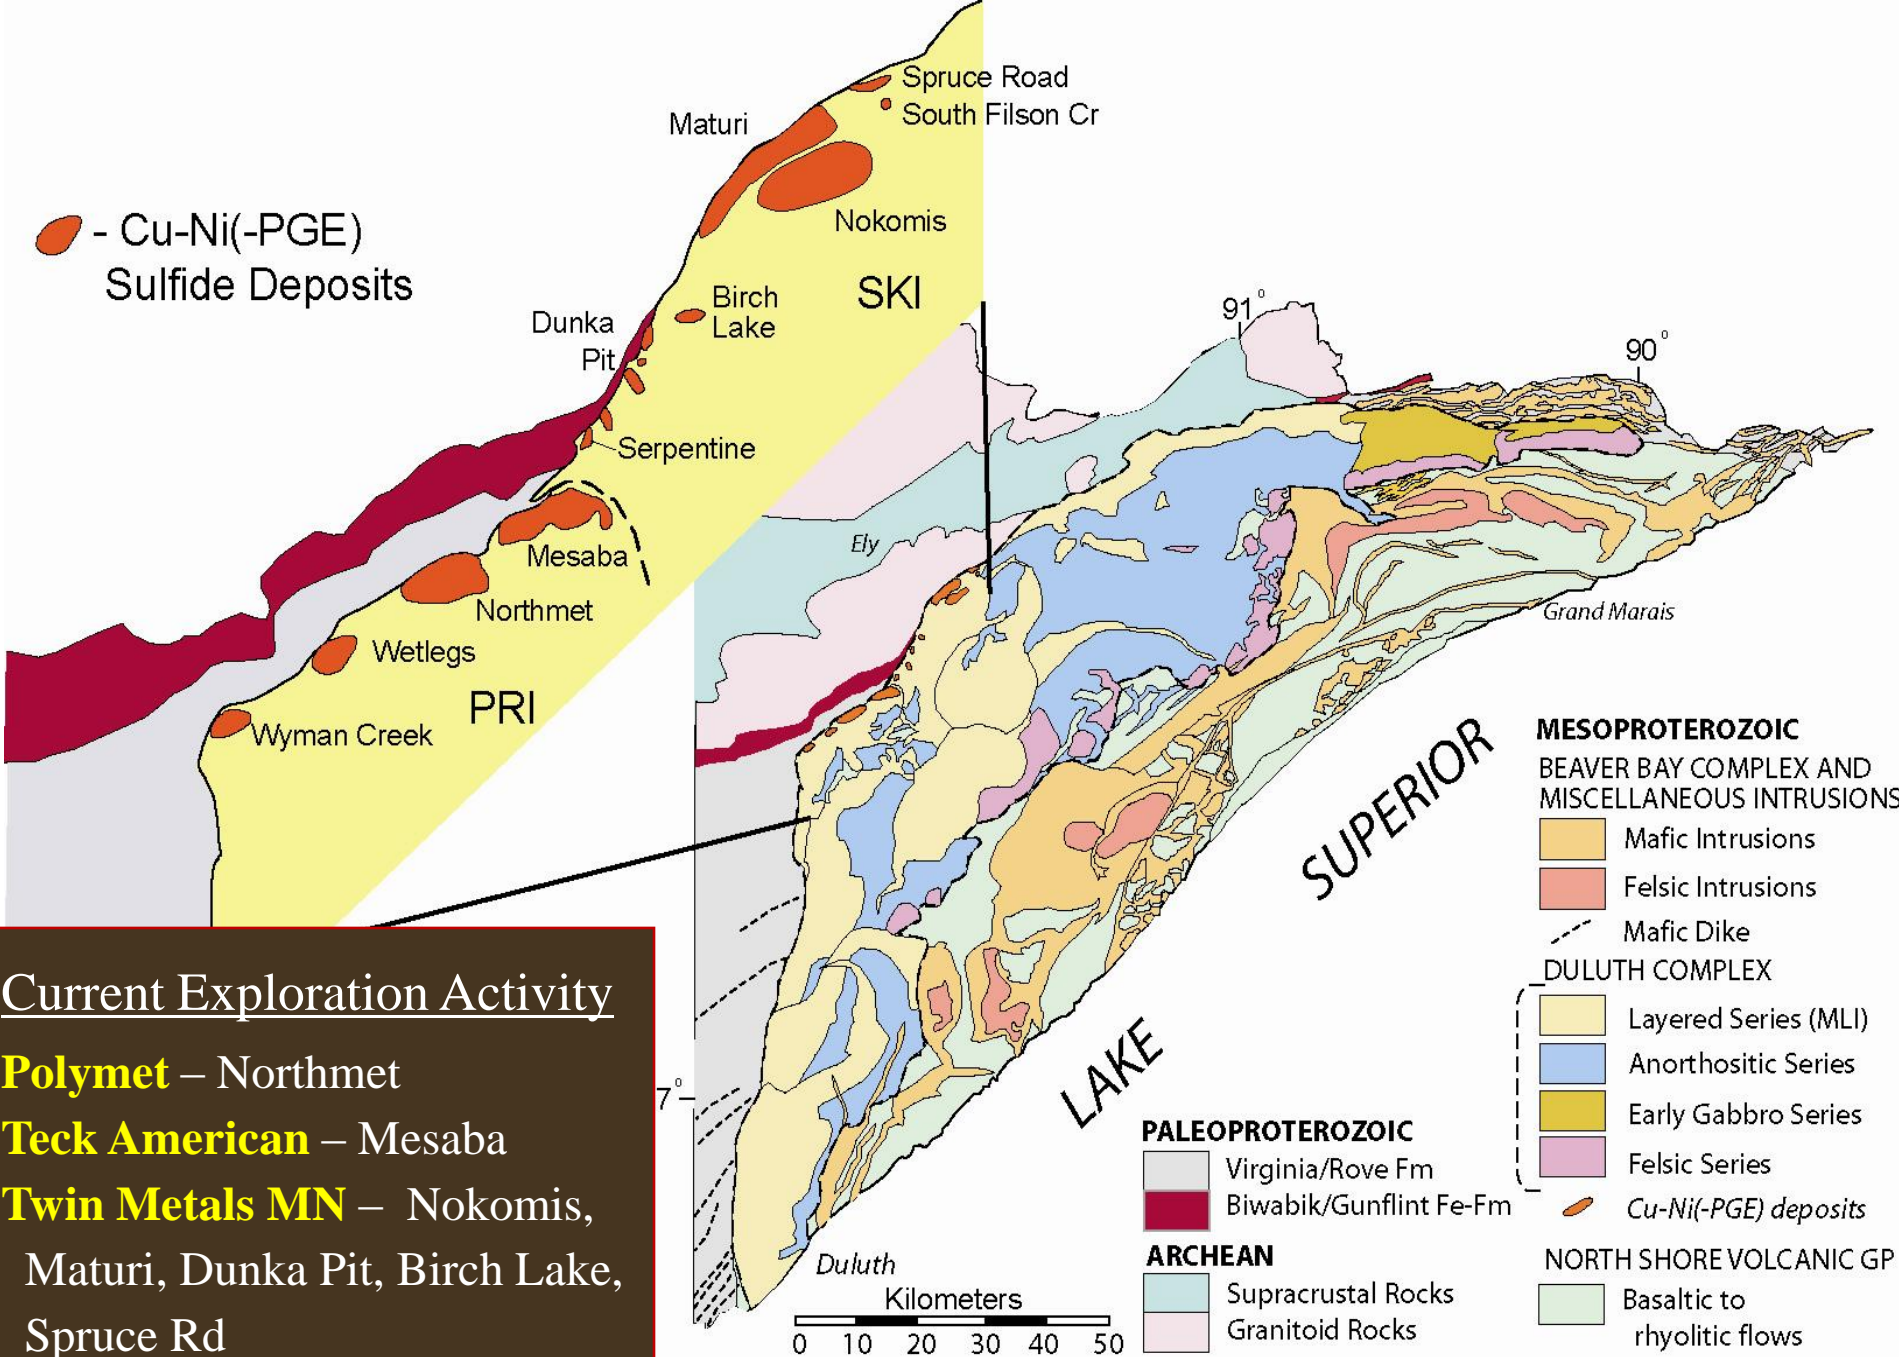 Spruce Road
South Filson Cr
Maturi
Nokomis
- Cu-Ni(-PGE)
Sulfide Deposits
SKI
Birch
Lake
Dunka
Pit
Serpentine
Mesaba
Northmet
Wetlegs
PRI
Wyman Creek
91°
90°
Ely
Grand Marais
LAKE
SUPERIOR
7°
Duluth
Kilometers
0 10 20 30 40 50
Current Exploration Activity
Polymet – Northmet
Teck American – Mesaba
Twin Metals MN – Nokomis,
Maturi, Dunka Pit, Birch Lake,
Spruce Rd
PALEOPROTEROZOIC
Virginia/Rove Fm
Biwabik/Gunflint Fe-Fm
ARCHEAN
Supracrustal Rocks
Granitoid Rocks
MESOPROTEROZOIC
BEAVER BAY COMPLEX AND
MISCELLANEOUS INTRUSIONS
Mafic Intrusions
Felsic Intrusions
Mafic Dike
DULUTH COMPLEX
Layered Series (MLI)
Anorthositic Series
Early Gabbro Series
Felsic Series
Cu-Ni(-PGE) deposits
NORTH SHORE VOLCANIC GP
Basaltic to
rhyolitic flows